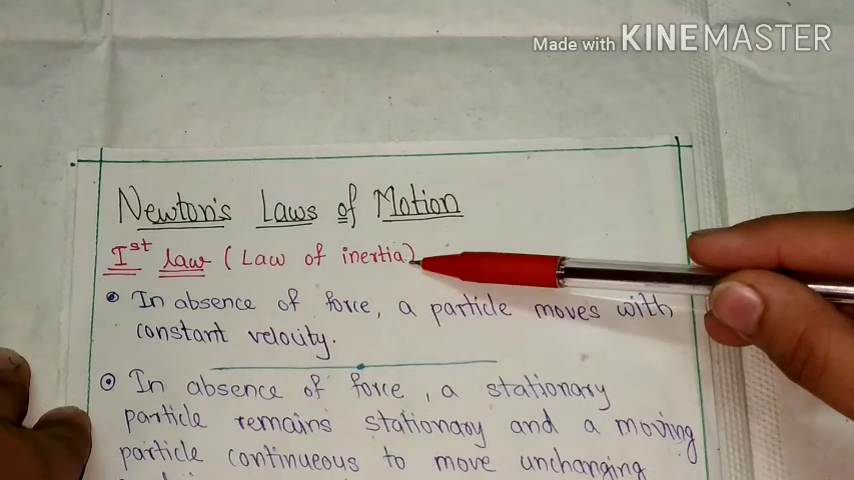 Made with KINEMASTER
Newton's Laws of Motion
Ist law (Law of inertia)
In absence of force, a particle moves with
constant velocity.
In absence of force, a stationary
particle remains stationary and a moving
particle continueous to move unchanging